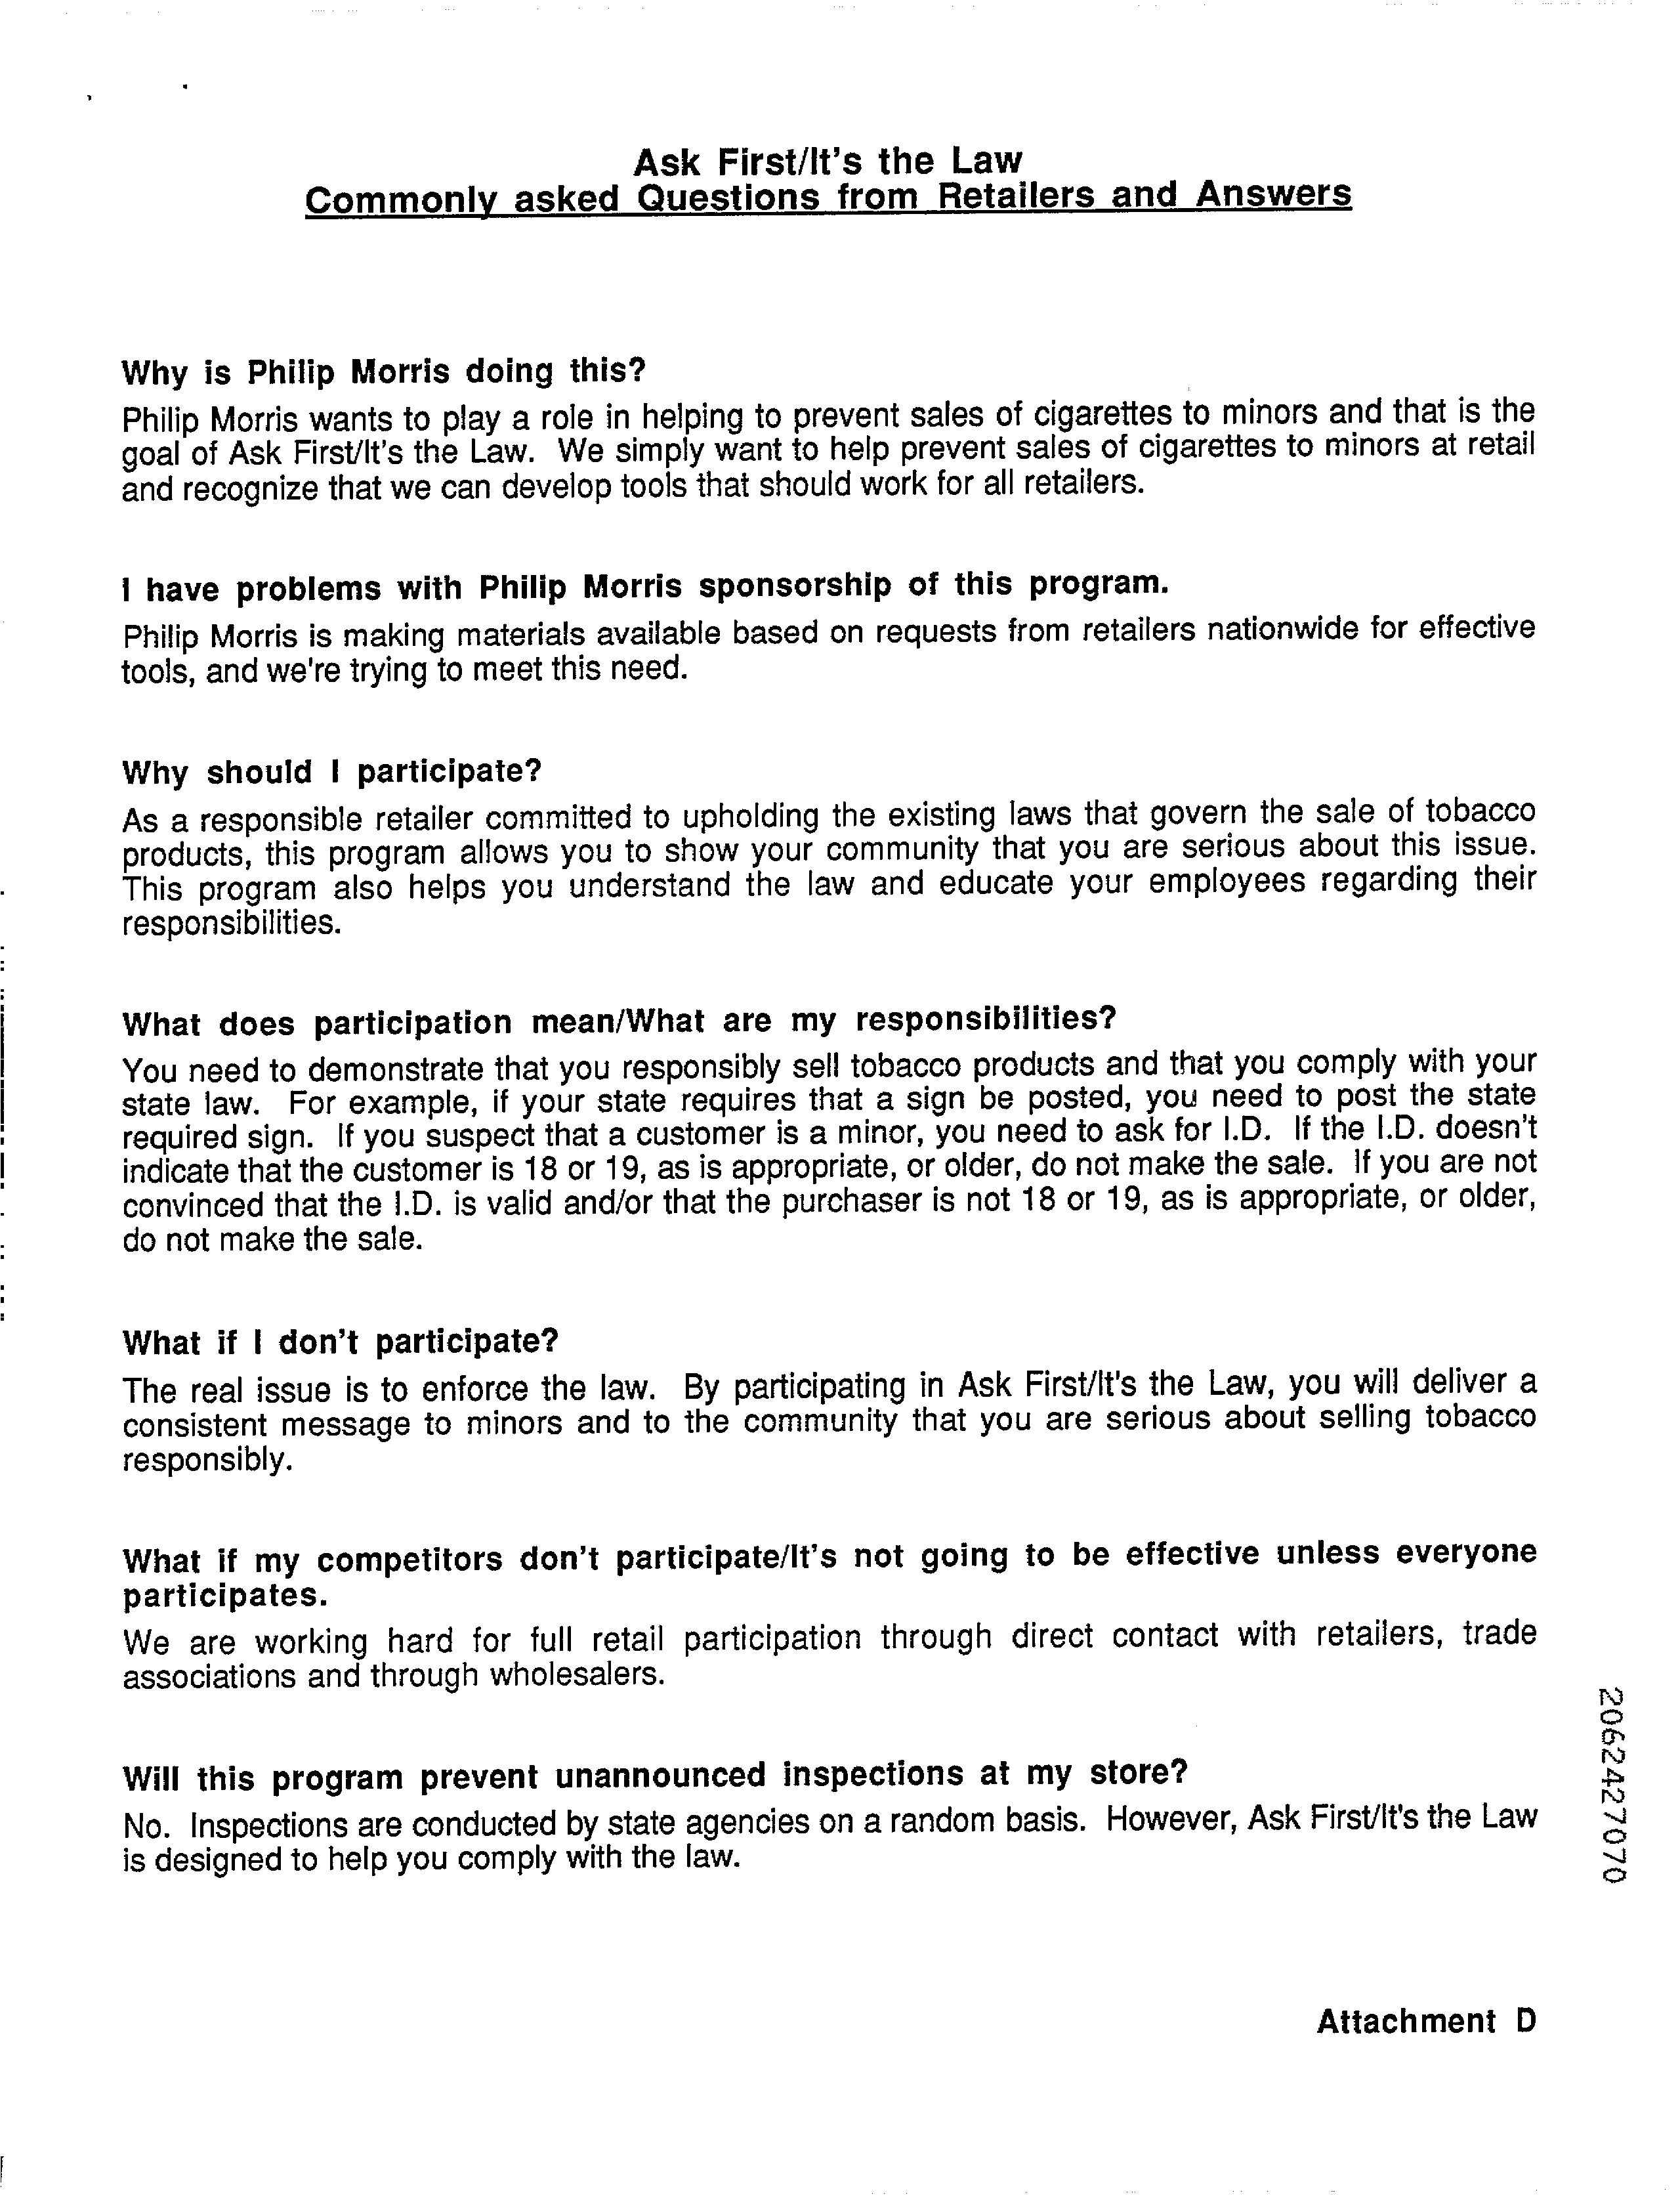 Ask First/It's the Law
Commonly asked Questions from Retailers and Answers
Why is Philip Morris doing this?
Philip Morris wants to play a role in helping to prevent sales of cigarettes to minors and that is the
goal of Ask First/It's the Law. We simply want to help prevent sales of cigarettes to minors at retail
and recognize that we can develop tools that should work for all retailers.
I have problems with Philip Morris sponsorship of this program.
Philip Morris is making materials available based on requests from retailers nationwide for effective
tools, and we're trying to meet this need.
Why should I participate?
As a responsible retailer committed to upholding the existing laws that govern the sale of tobacco
products, this program allows you to show your community that you are serious about this issue.
This program also helps you understand the law and educate your employees regarding their
responsibilities.
What does participation mean/What are my responsibilities?
You need to demonstrate that you responsibly sell tobacco products and that you comply with your
state law. For example, if your state requires that a sign be posted, you need to post the state
required sign. If you suspect that a customer is a minor, you need to ask for I.D. If the I.D. doesn't
indicate that the customer is 18 or 19, as is appropriate, or older, do not make the sale. If you are not
convinced that the I.D. is valid and/or that the purchaser is not 18 or 19, as is appropriate, or older,
do not make the sale.
What if I don't participate?
The real issue is to enforce the law. By participating in Ask First/It's the Law, you will deliver a
consistent message to minors and to the community that you are serious about selling tobacco
responsibly.
What if my competitors don't participate/It's not going to be effective unless everyone
participates.
We are working hard for full retail participation through direct contact with retailers, trade
associations and through wholesalers.
Will this program prevent unannounced inspections at my store?
No. Inspections are conducted by state agencies on a random basis. However, Ask First/It's the Law
is designed to help you comply with the law.
2062427070
Attachment D